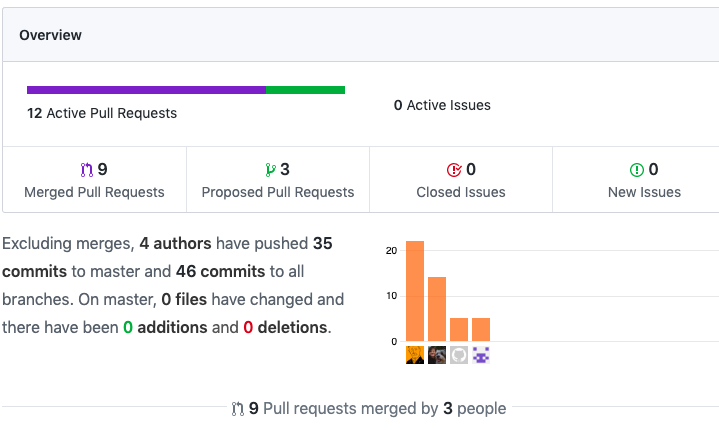 Overview
12 Active Pull Requests
0 Active Issues
9
Merged Pull Requests
3
Proposed Pull Requests
0
Closed Issues
0
New Issues
Excluding merges, 4 authors have pushed 35
commits to master and 46 commits to all
branches. On master, 0 files have changed and
there have been 0 additions and 0 deletions.
20
10
0
9 Pull requests merged by 3 people